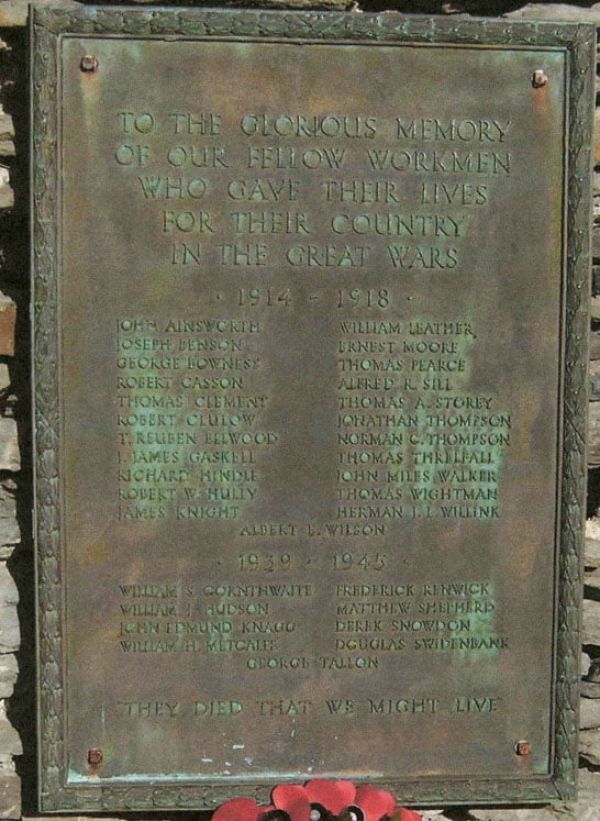 TO THE GLORIOUS MEMORY
OF OUR FELLOW WORKMEN
WHO GAVE THEIR LIVES
FOR THEIR COUNTRY
IN THE GREAT WARS
· 1914 - 1918 ·
JOHN AINSWORTH WILLIAM LEATHER
JOSEPH BENSON ERNEST MOORE
GEORGE BOWNESS THOMAS PEARCE
ROBERT CASSON ALFRED R. SILL
THOMAS CLEMENT THOMAS A. STOREY
ROBERT CLULOW JONATHAN THOMPSON
T. REUBEN ELLWOOD NORMAN C. THOMPSON
J. JAMES GASKELL THOMAS THRELFALL
RICHARD HINDLE JOHN MILES WALKER
ROBERT W. HULLY THOMAS WIGHTMAN
JAMES KNIGHT HERMAN J. L. WILLINK
ALBERT E. WILSON
· 1939 - 1945 ·
WILLIAM S. CORNTHWAITE FREDERICK RENWICK
WILLIAM J. HUDSON MATTHEW SHEPHERD
JOHN EDMUND KNAGG DEREK SNOWDON
WILLIAM H. METCALFE DOUGLAS SWIDENBANK
GEORGE TALLON
"THEY DIED THAT WE MIGHT LIVE"